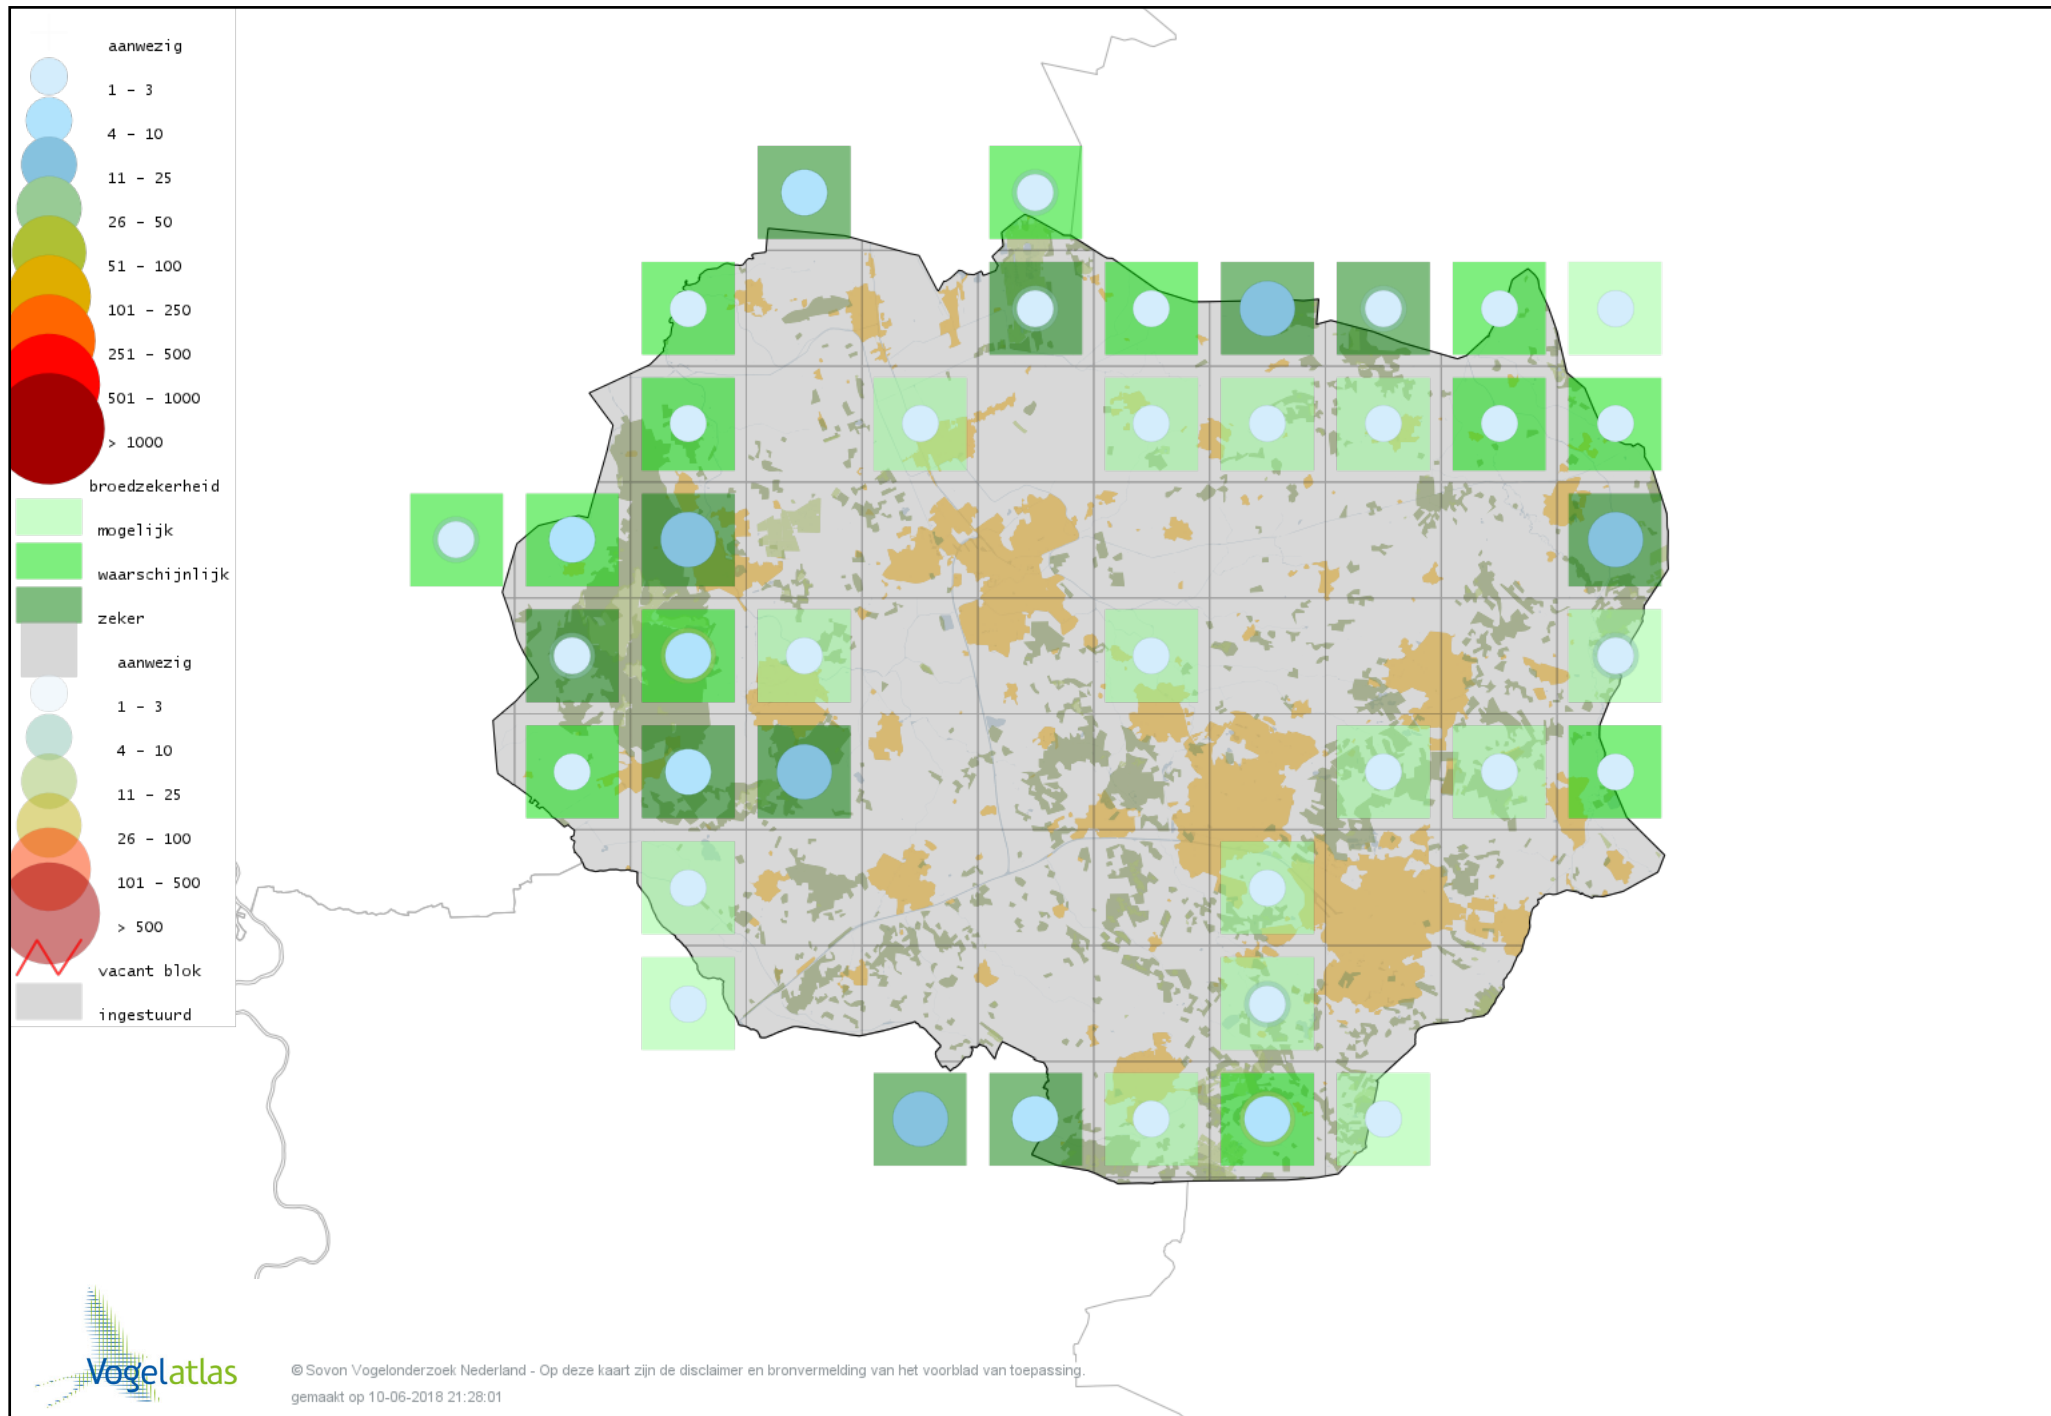 aanwezig
1 – 3
4 – 10
11 – 25
26 – 50
51 – 100
101 – 250
251 – 500
501 – 1000
> 1000
broedzekerheid
mogelijk
waarschijnlijk
zeker
aanwezig
1 – 3
4 – 10
11 – 25
26 – 100
101 – 500
> 500
vacant blok
ingestuurd
Vogelatlas
© Sovon Vogelonderzoek Nederland - Op deze kaart zijn de disclaimer en bronvermelding van het voorblad van toepassing.
gemaakt op 10-06-2018 21:28:01